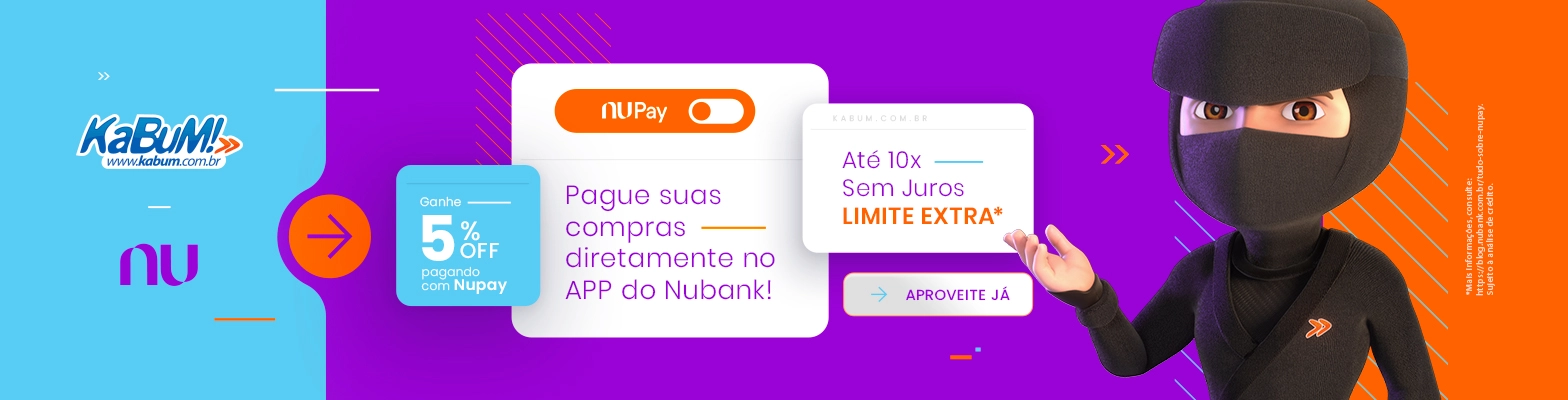 KaBuM!
www.kabum.com.br
nu
Ganhe
5% OFF
pagando
com Nupay
nuPay
Pague suas
compras
diretamente no
APP do Nubank!
KABUM.COM.BR
Até 10x
Sem Juros
LIMITE EXTRA*
APROVEITE JÁ
*Mais informações, consulte:
https://blog.nubank.com.br/tudo-sobre-nupay.
Sujeito à análise de crédito.